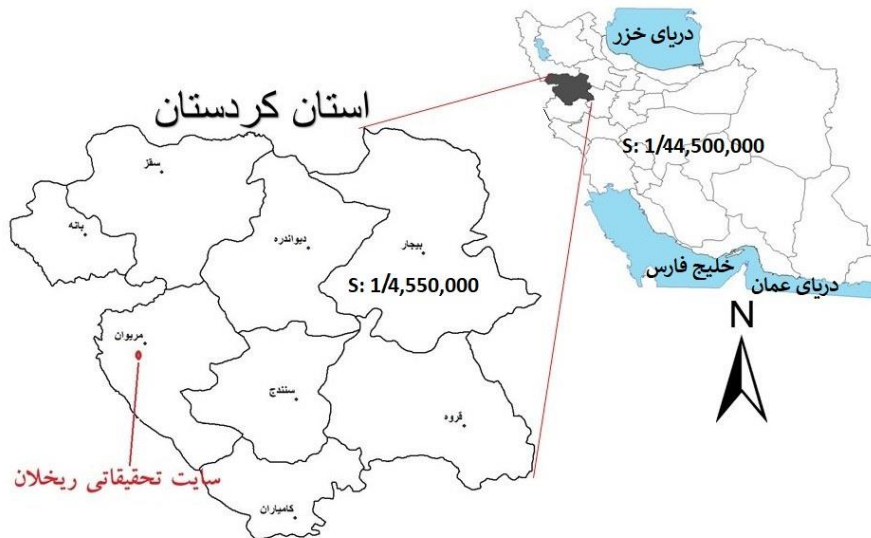 دریای خزر
استان کردستان
S: 1/44,500,000
سقز
بانه
دیواندره
بیجار
خلیج فارس
S: 1/4,550,000
دریای عمان
N
مریوان
سنندج
قروه
سایت تحقیقاتی ریخلان
کامیاران